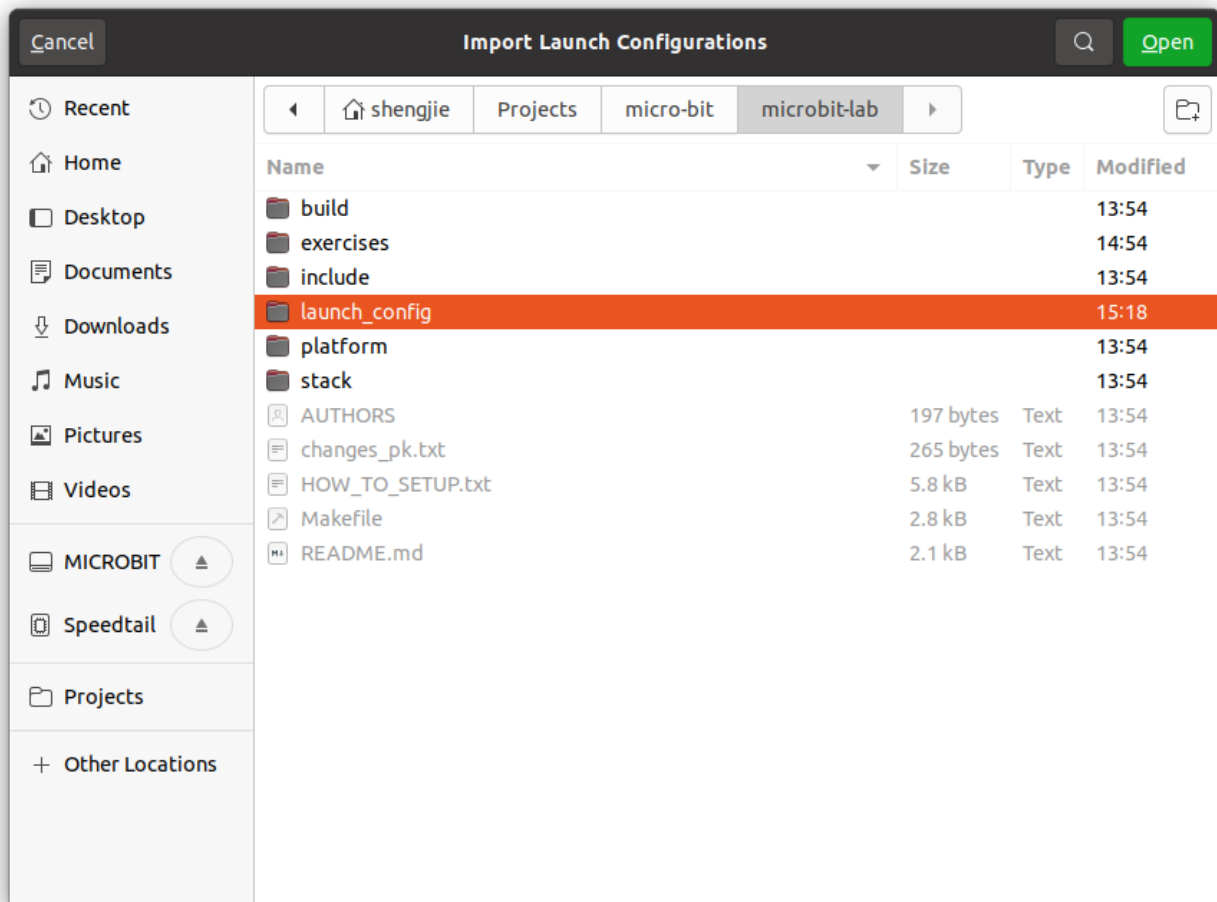 Cancel Import Launch Configurations Open
Recent
Home
Desktop
Documents
Downloads
Music
Pictures
Videos
MICROBIT
Speedtail
Projects
Other Locations
shengjie Projects micro-bit microbit-lab
Name Size Type Modified
build 13:54
exercises 14:54
include 13:54
launch_config 15:18
platform 13:54
stack 13:54
AUTHORS 197 bytes Text 13:54
changes_pk.txt 265 bytes Text 13:54
HOW_TO_SETUP.txt 5.8 kB Text 13:54
Makefile 2.8 kB Text 13:54
README.md 2.1 kB Text 13:54